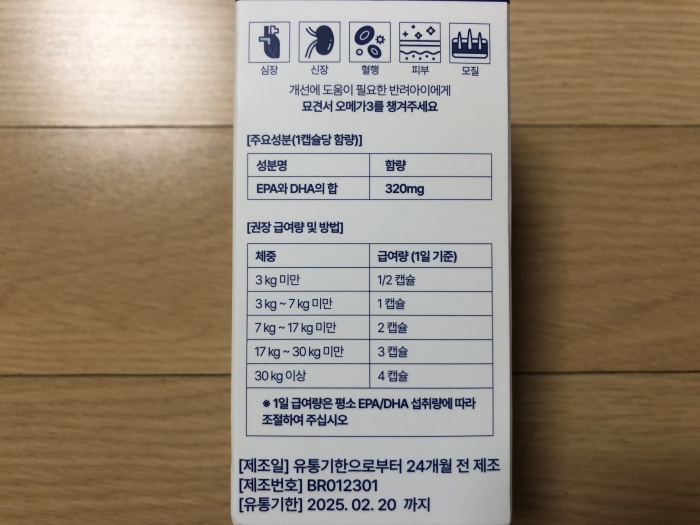 심장 신장 혈행 피부 모질
개선에 도움이 필요한 반려아이에게
묘견서 오메가3를 챙겨주세요
[주요성분(1캡슐당 함량)]
성분명 함량
EPA와 DHA의 합 320mg
[권장 급여량 및 방법]
체중 급여량 (1일 기준)
3 kg 미만 1/2 캡슐
3 kg ~ 7 kg 미만 1 캡슐
7 kg ~ 17 kg 미만 2 캡슐
17 kg ~ 30 kg 미만 3 캡슐
30 kg 이상 4 캡슐
※ 1일 급여량은 평소 EPA/DHA 섭취량에 따라
조절하여 주십시오
[제조일] 유통기한으로부터 24개월 전 제조
[제조번호] BR012301
[유통기한] 2025. 02. 20 까지